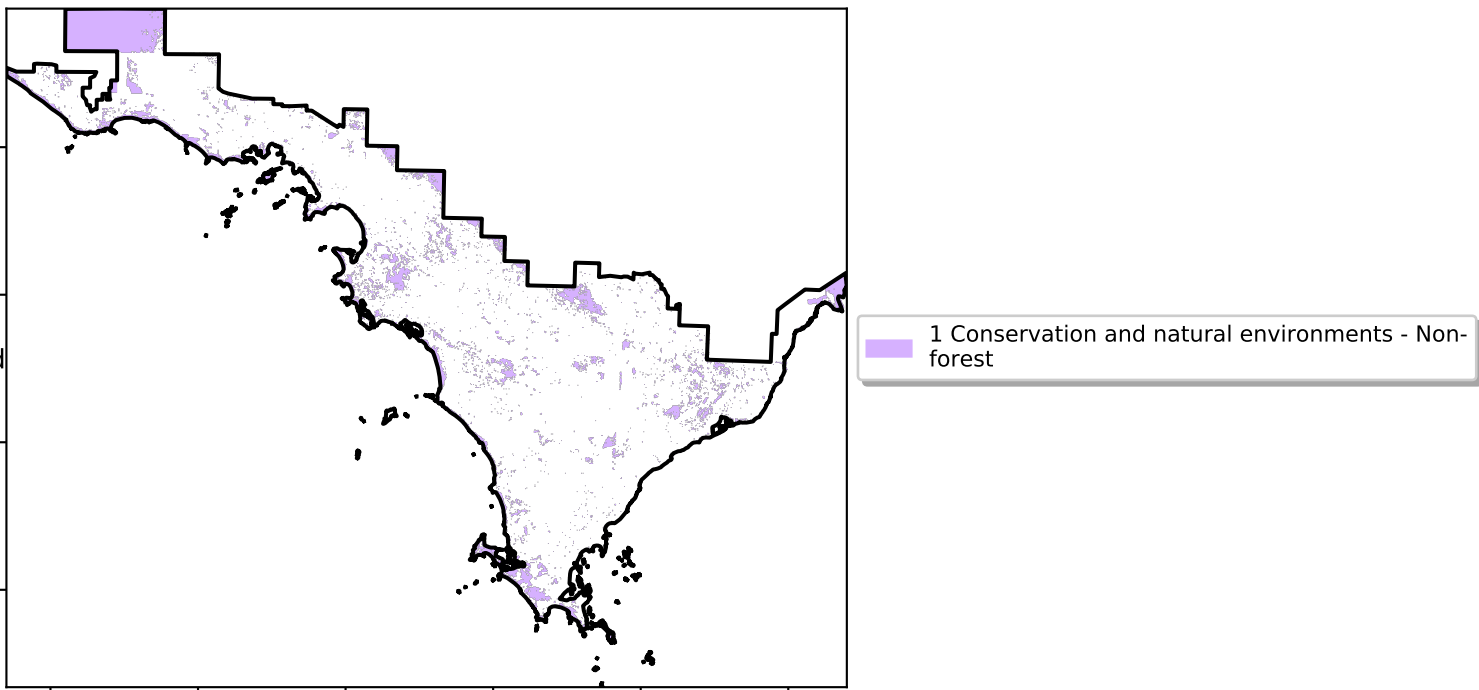 1 Conservation and natural environments - Non-
forest